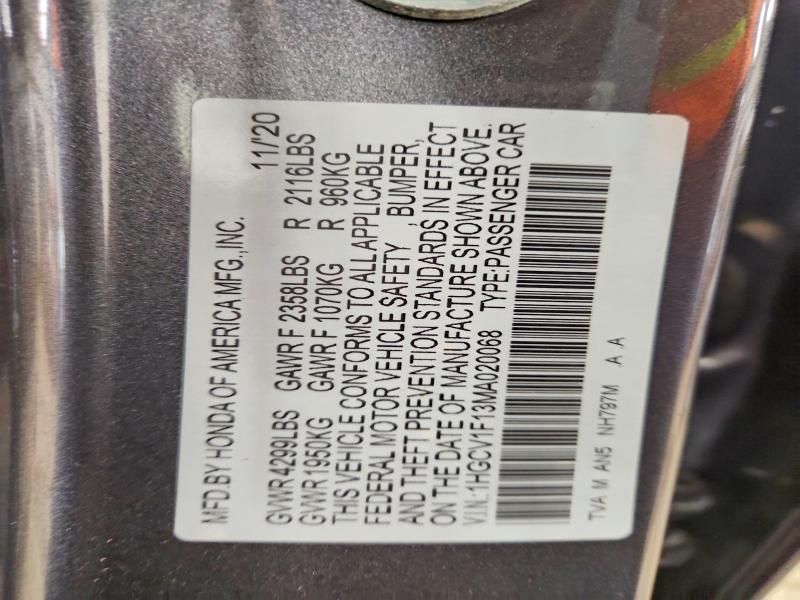 MFD.BY HONDA OF AMERICA MFG.,INC. 11/'20
GVWR 4299LBS GAWR F 2358LBS R 2116LBS
GVWR 1950KG GAWR F 1070KG R 960KG
THIS VEHICLE CONFORMS TO ALL APPLICABLE
FEDERAL MOTOR VEHICLE SAFETY , BUMPER,
AND THEFT PREVENTION STANDARDS IN EFFECT
ON THE DATE OF MANUFACTURE SHOWN ABOVE.
V.I.N.: 1HGCV1F13MA020068 TYPE:PASSENGER CAR
TVA M AN5 NH797M A A